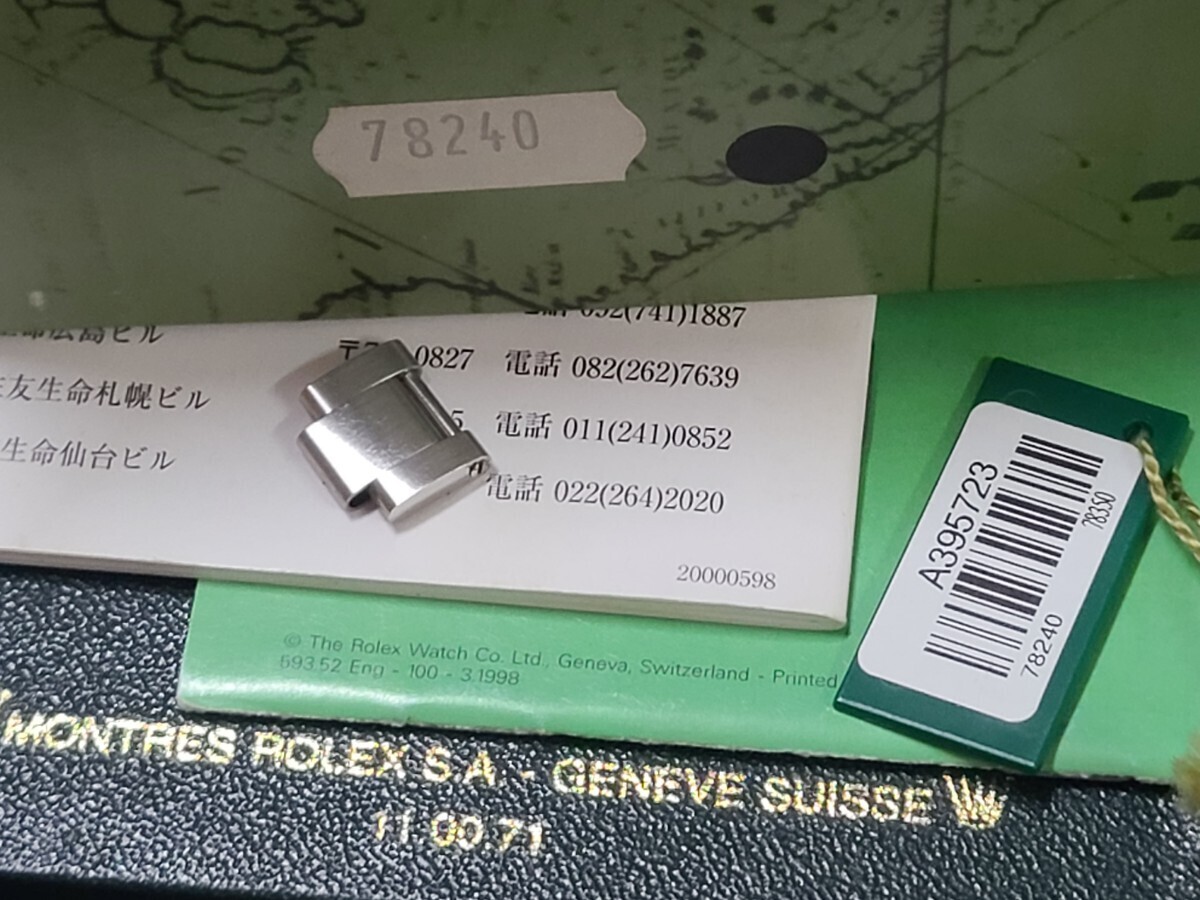 78240
092(741)1887
広島ビル
0827 電話 082(262)7639
友生命札幌ビル
5 電話 011(241)0852
生命仙台ビル
電話 022(264)2020
20000598
A395723
78350
78240
© The Rolex Watch Co. Ltd., Geneva, Switzerland - Printed
593.52 Eng - 100 - 3.1998
MONTRES ROLEX S.A - GENEVE SUISSE
11.00.71